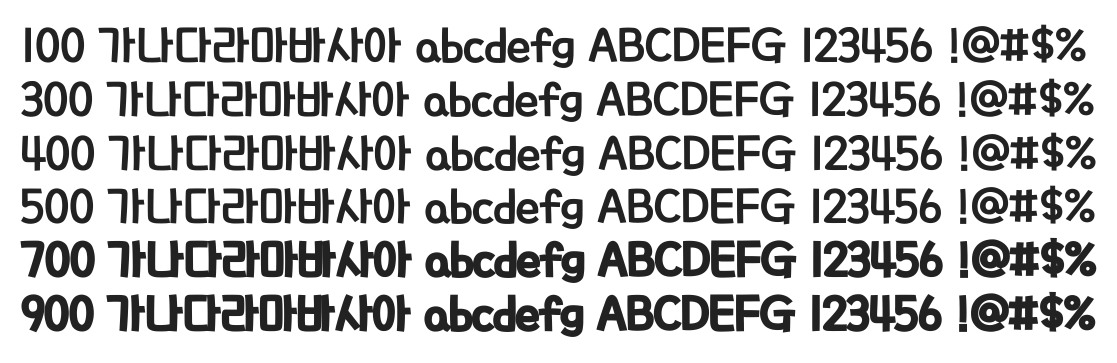 100 가나다라마바사아 abcdefg ABCDEFG 123456 !@#$%
300 가나다라마바사아 abcdefg ABCDEFG 123456 !@#$%
400 가나다라마바사아 abcdefg ABCDEFG 123456 !@#$%
500 가나다라마바사아 abcdefg ABCDEFG 123456 !@#$%
700 가나다라마바사아 abcdefg ABCDEFG 123456 !@#$%
900 가나다라마바사아 abcdefg ABCDEFG 123456 !@#$%